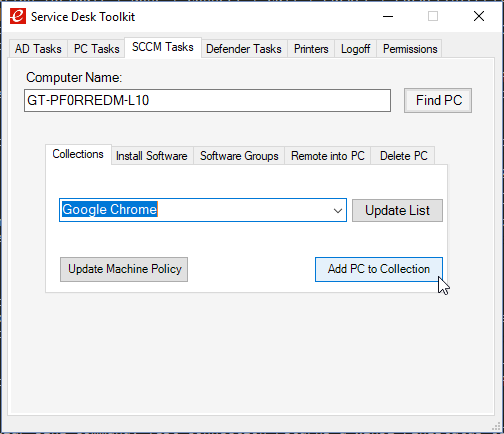 Service Desk Toolkit
AD Tasks PC Tasks SCCM Tasks Defender Tasks Printers Logoff Permissions
Computer Name:
GT-PF0RREDM-L10 Find PC
Collections Install Software Software Groups Remote into PC Delete PC
Google Chrome Update List
Update Machine Policy Add PC to Collection